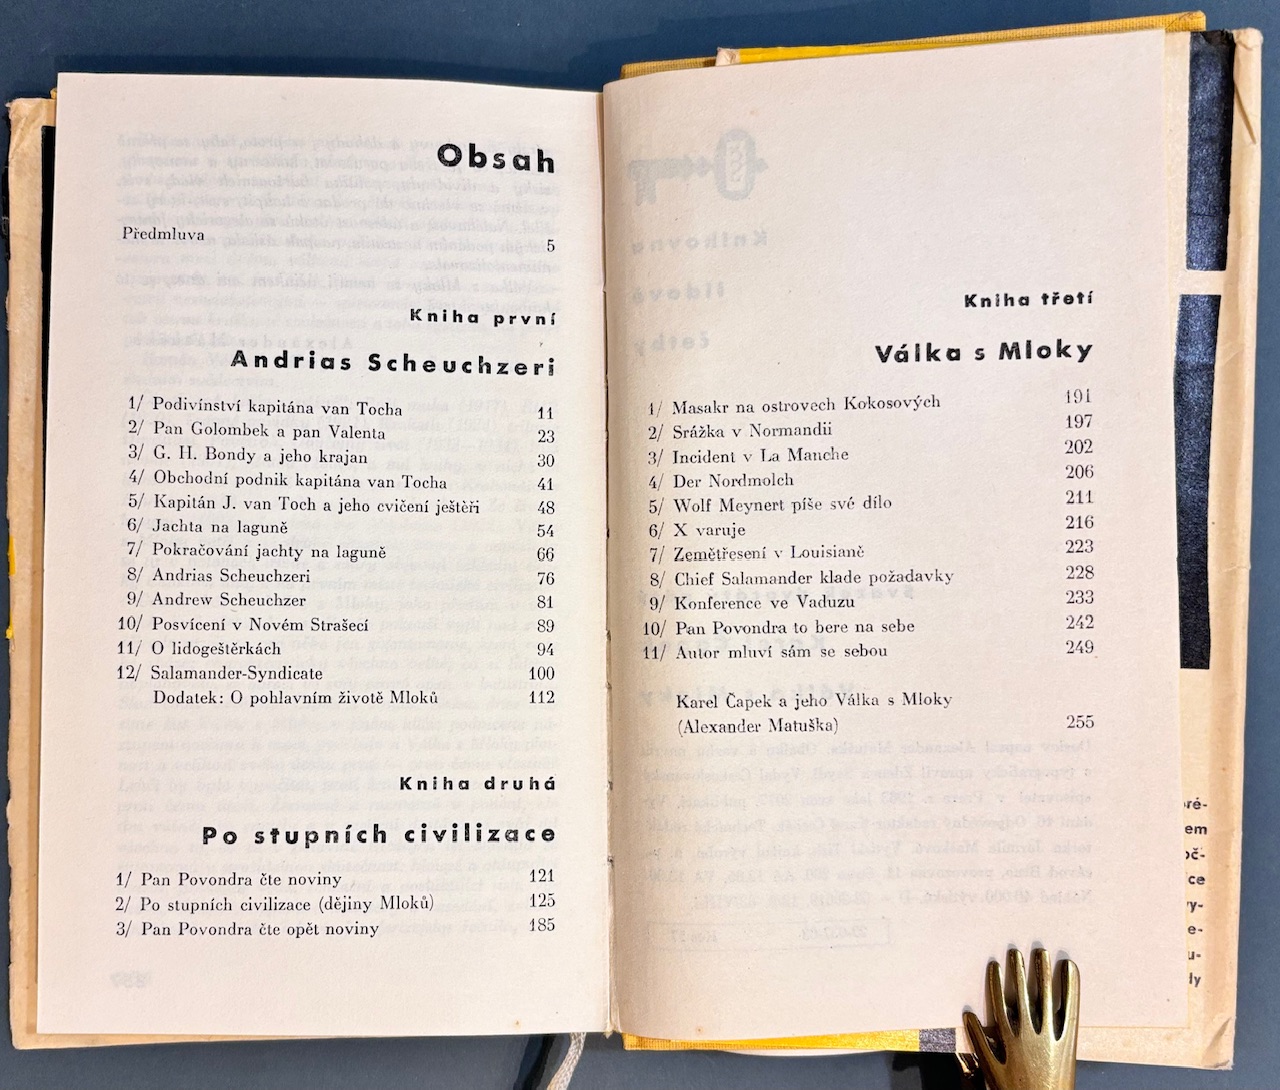 Obsah
Předmluva 5
Kniha první
Andrias Scheuchzeri
1/ Podivínství kapitána van Tocha 11
2/ Pan Golombek a pan Valenta 23
3/ G. H. Bondy a jeho krajan 30
4/ Obchodní podnik kapitána van Tocha 41
5/ Kapitán J. van Toch a jeho cvičení ještěři 48
6/ Jachta na laguně 54
7/ Pokračování jachty na laguně 66
8/ Andrias Scheuchzeri 76
9/ Andrew Scheuchzer 81
10/ Posvícení v Novém Strašecí 89
11/ O lidogeštěrkách 94
12/ Salamander-Syndicate 100
Dodatek: O pohlavním životě Mloků 112
Kniha druhá
Po stupních civilizace
1/ Pan Povondra čte noviny 121
2/ Po stupních civilizace (dějiny Mloků) 125
3/ Pan Povondra čte opět noviny 185
Kniha třetí
Válka s Mloky
1/ Masakr na ostrovech Kokosových 191
2/ Srážka v Normandii 197
3/ Incident v La Manche 202
4/ Der Nordmolch 206
5/ Wolf Meynert píše své dílo 211
6/ X varuje 216
7/ Zemětřesení v Louisianě 223
8/ Chief Salamander klade požadavky 228
9/ Konference ve Vaduzu 233
10/ Pan Povondra to bere na sebe 242
11/ Autor mluví sám se sebou 249
Karel Čapek a jeho Válka s Mloky
(Alexander Matuška) 255